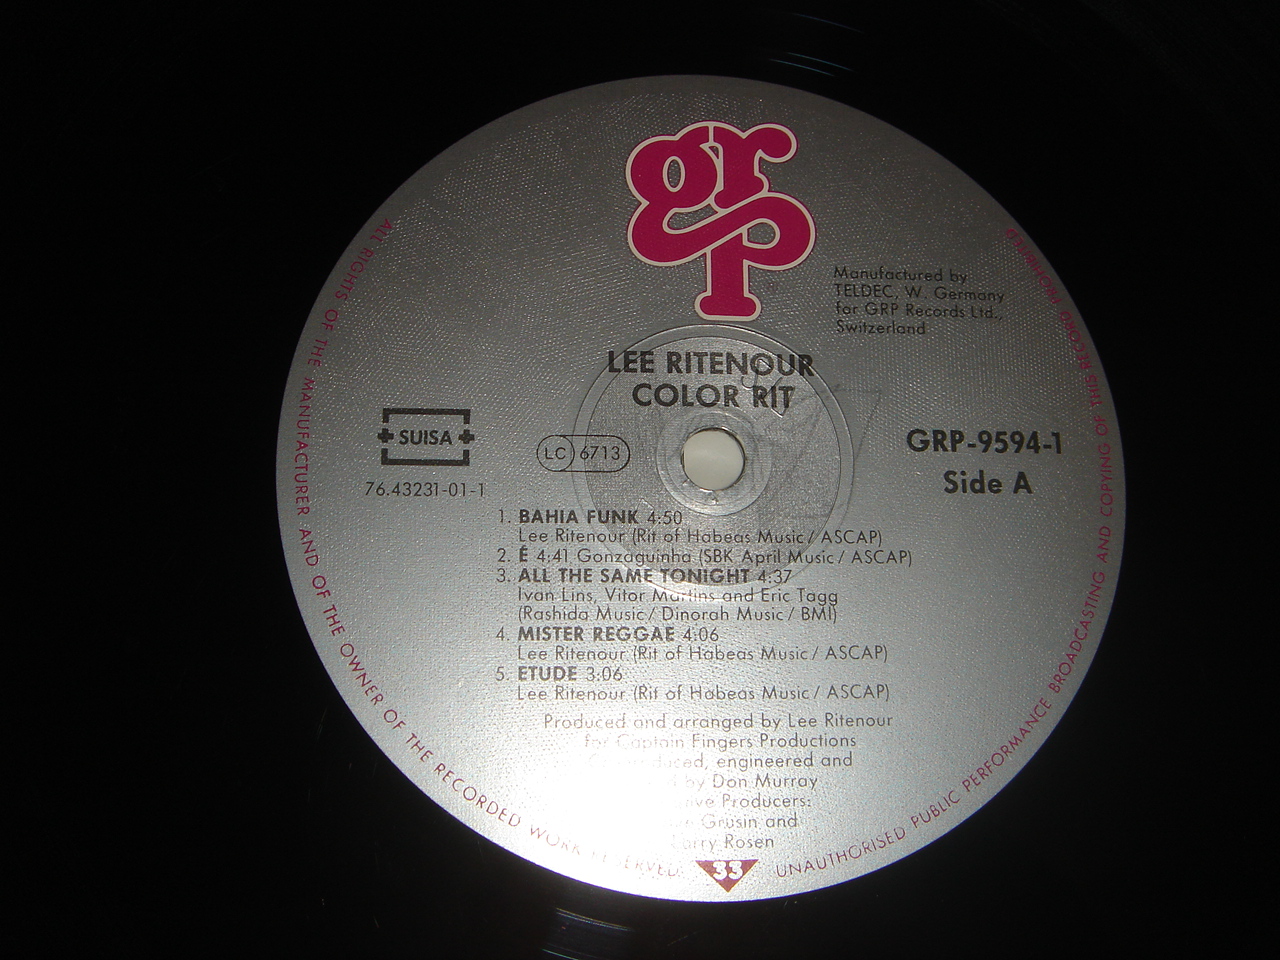 grp
Manufactured by
TELDEC, W. Germany
for GRP Records Ltd.,
Switzerland
LEE RITENOUR
COLOR RIT
SUISA
LC 6713
GRP-9594-1
Side A
76.43231-01-1
1. BAHIA FUNK 4:50
Lee Ritenour (Rit of Habeas Music / ASCAP)
2. É 4:41 Gonzaguinha (SBK April Music / ASCAP)
3. ALL THE SAME TONIGHT 4:37
Ivan Lins, Vitor Martins and Eric Tagg
(Rashida Music / Dinorah Music / BMI)
4. MISTER REGGAE 4:06
Lee Ritenour (Rit of Habeas Music / ASCAP)
5. ETUDE 3:06
Lee Ritenour (Rit of Habeas Music / ASCAP)
Produced and arranged by Lee Ritenour
for Captain Fingers Productions
engineered and
by Don Murray
Producers:
Grusin and
Larry Rosen
33
ALL RIGHTS OF THE MANUFACTURER AND OF THE OWNER OF THE RECORDED WORK RESERVED. UNAUTHORISED PUBLIC PERFORMANCE BROADCASTING AND COPYING OF THIS RECORD PROHIBITED